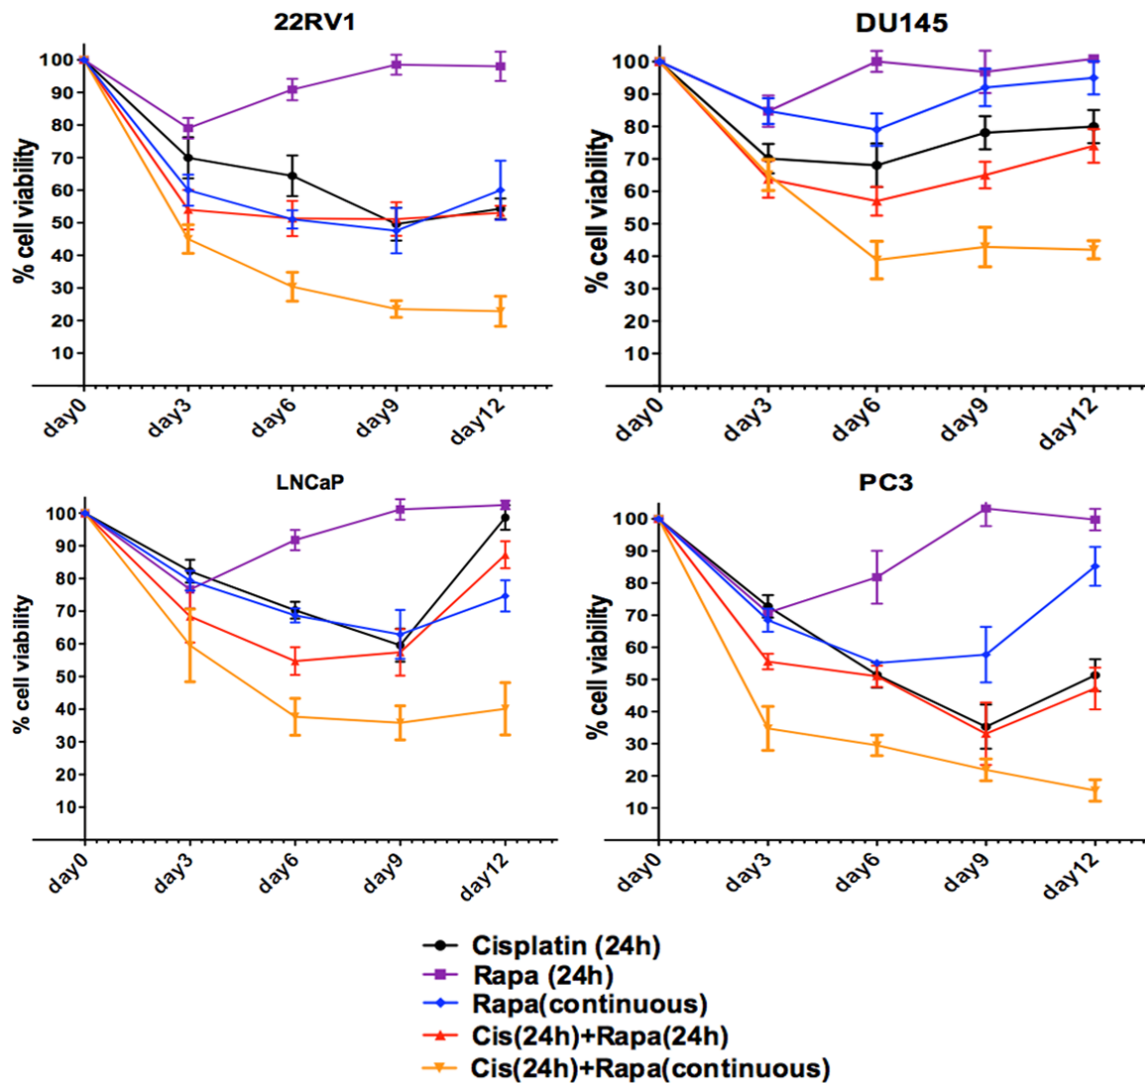 22RV1
% cell viability
100
90
80
70
60
50
40
30
20
10
day0
day3
day6
day9
day12
DU145
% cell viability
100
90
80
70
60
50
40
30
20
10
day0
day3
day6
day9
day12
LNCaP
% cell viability
100
90
80
70
60
50
40
30
20
10
day0
day3
day6
day9
day12
PC3
% cell viability
100
90
80
70
60
50
40
30
20
10
day0
day3
day6
day9
day12
Cisplatin (24h)
Rapa (24h)
Rapa(continuous)
Cis(24h)+Rapa(24h)
Cis(24h)+Rapa(continuous)